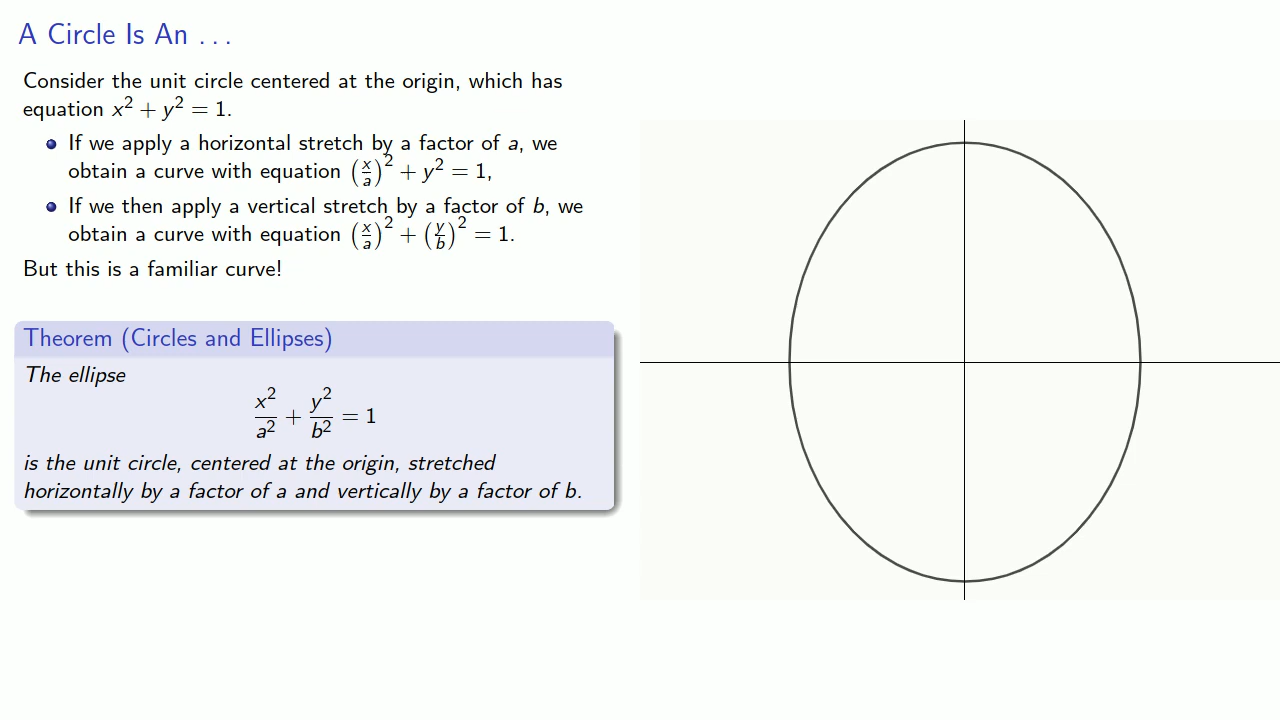 A Circle Is An . . .
Consider the unit circle centered at the origin, which has
equation x² + y² = 1.
• If we apply a horizontal stretch by a factor of a, we
obtain a curve with equation (x/a)² + y² = 1,
• If we then apply a vertical stretch by a factor of b, we
obtain a curve with equation (x/a)² + (y/b)² = 1.
But this is a familiar curve!
Theorem (Circles and Ellipses)
The ellipse
x²/a² + y²/b² = 1
is the unit circle, centered at the origin, stretched
horizontally by a factor of a and vertically by a factor of b.